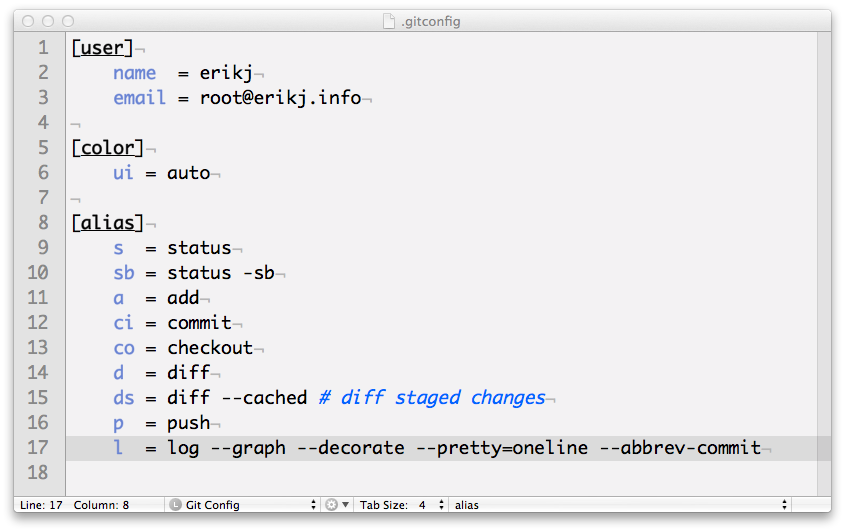 .gitconfig
1 [user]¬
2     name  = erikj¬
3     email = root@erikj.info¬
4 ¬
5 [color]¬
6     ui = auto¬
7 ¬
8 [alias]¬
9     s  = status¬
10     sb = status -sb¬
11     a  = add¬
12     ci = commit¬
13     co = checkout¬
14     d  = diff¬
15     ds = diff --cached # diff staged changes¬
16     p  = push¬
17     l  = log --graph --decorate --pretty=oneline --abbrev-commit¬
18
Line: 17 Column: 8 L Git Config Tab Size: 4 alias